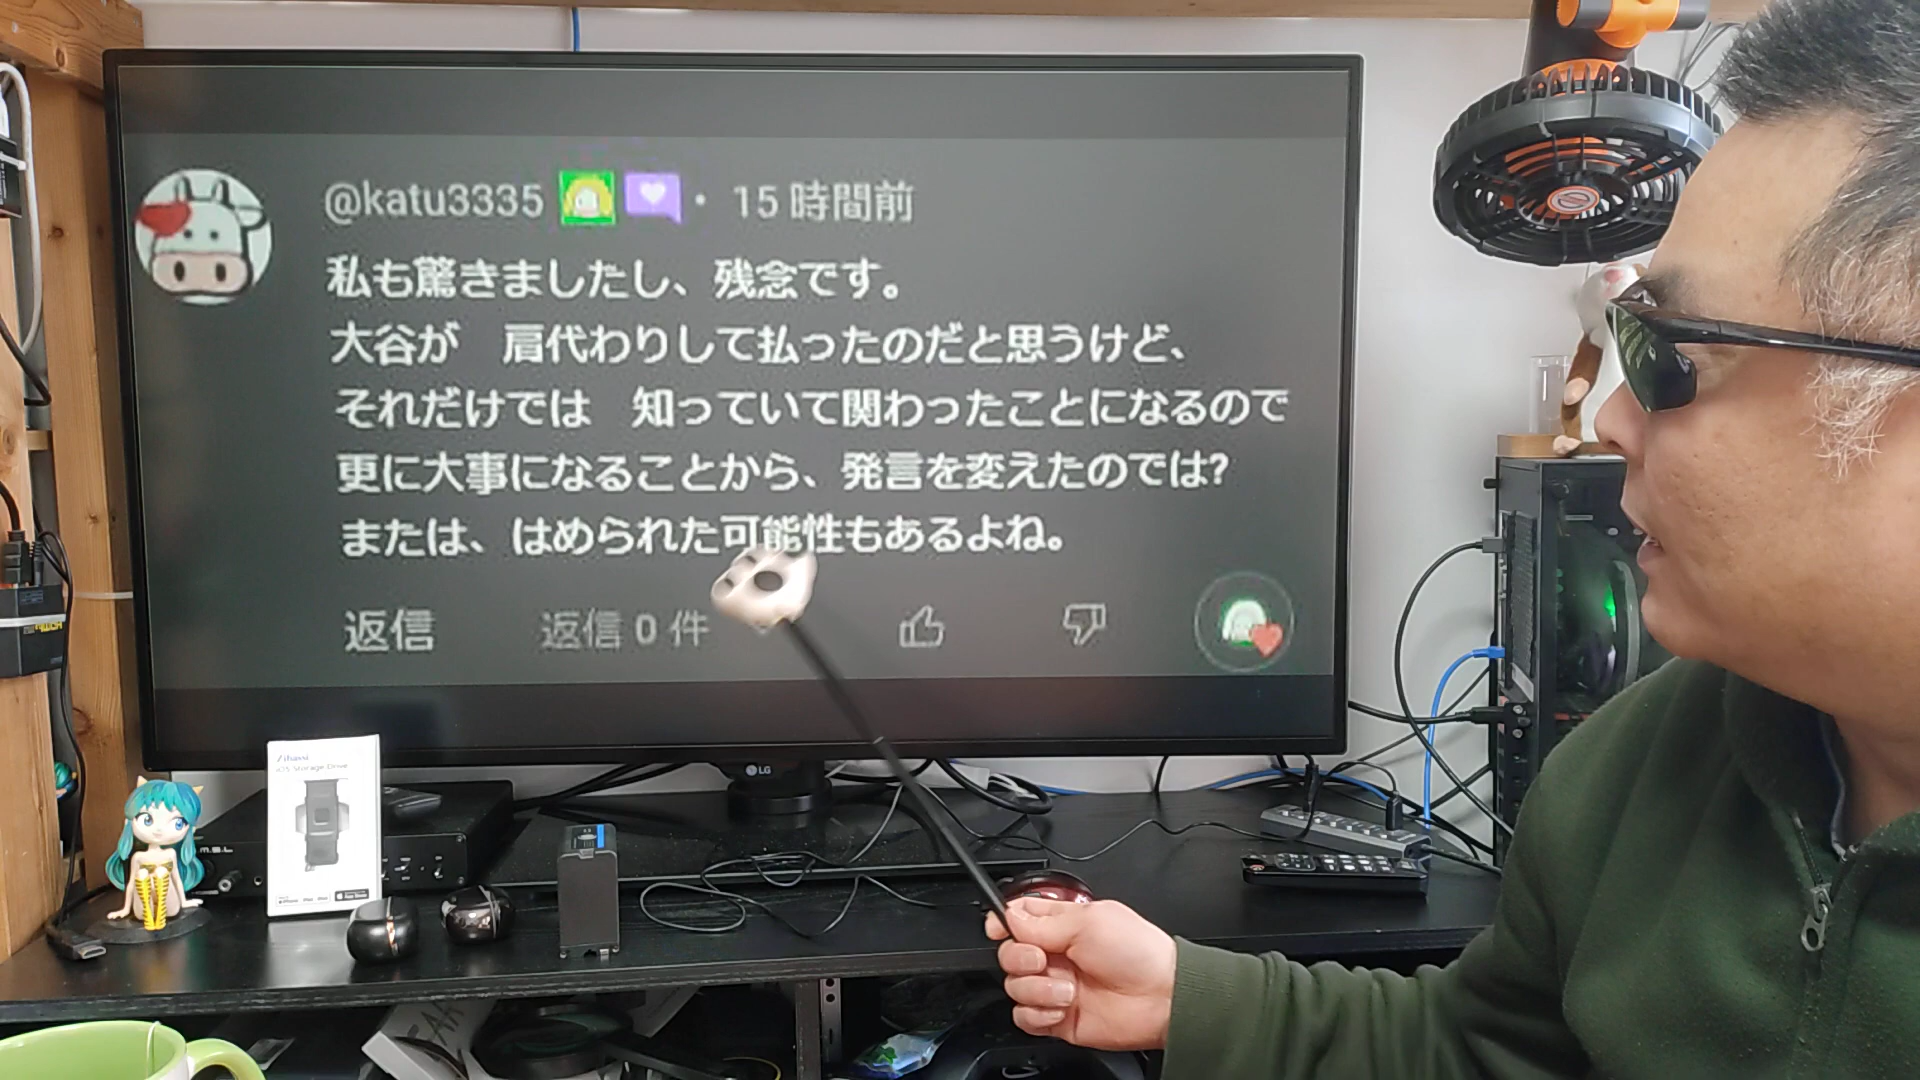 @katu3335 ・ 15 時間前
私も驚きましたし、残念です。
大谷が　肩代わりして払ったのだと思うけど、
それだけでは　知っていて関わったことになるので
更に大事になることから、発言を変えたのでは?
または、はめられた可能性もあるよね。
返信 返信 0 件
LG
iOS Storage Drive